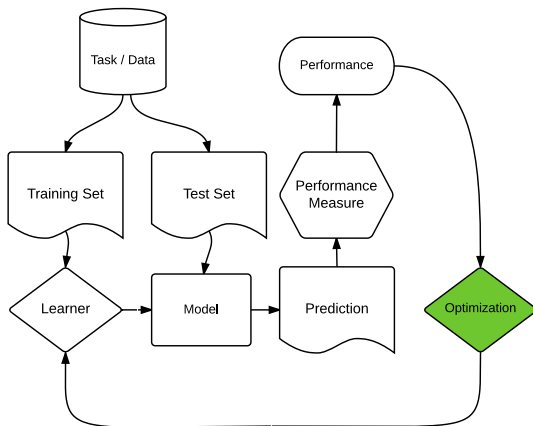 Task / Data
Performance
Training Set
Test Set
Performance
Measure
Learner
Model
Prediction
Optimization